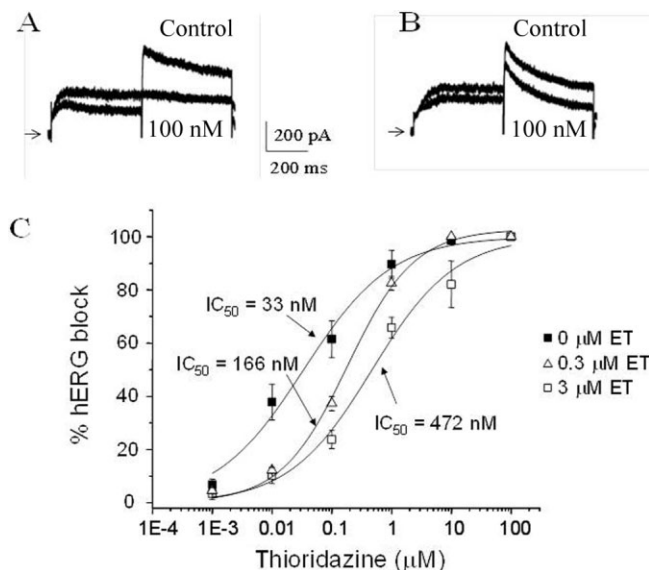 A
Control
100 nM
200 pA
200 ms
B
Control
100 nM
C
% hERG block
100
80
60
40
20
0
IC50 = 33 nM
IC50 = 166 nM
IC50 = 472 nM
0 μM ET
0.3 μM ET
3 μM ET
1E-4 1E-3 0.01 0.1 1 10 100
Thioridazine (μM)